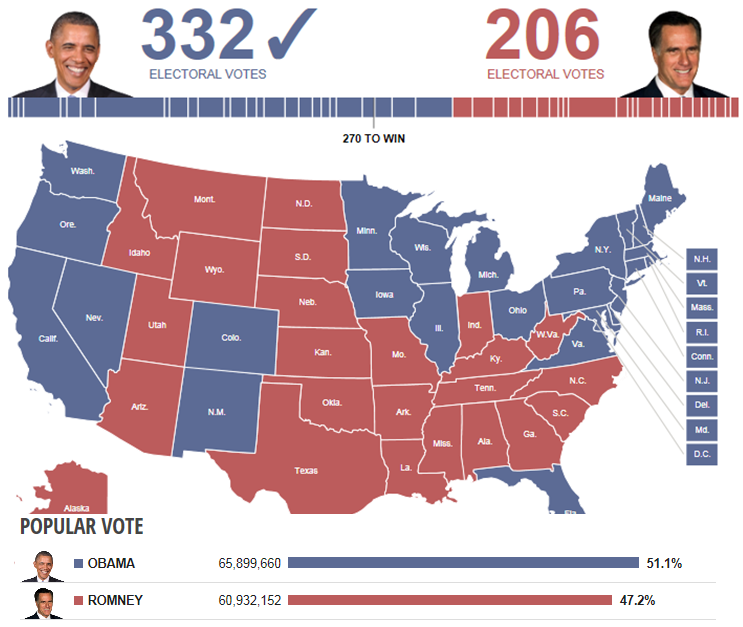 332✓ 206
ELECTORAL VOTES ELECTORAL VOTES
270 TO WIN
Wash.
Maine
Mont.
N.D.
Ore.
Minn.
N.Y.
Wis.
Idaho
S.D.
N.H.
Wyo.
Mich.
Vt.
Pa.
Iowa
Neb.
Mass.
Ohio
Nev.
Utah
Ill.
Ind.
R.I.
Calif.
Colo.
W.Va.
Va.
Kan.
Mo.
Conn.
Ky.
N.C.
N.J.
Tenn.
Ariz.
N.M.
Okla.
Ark.
S.C.
Del.
Miss.
Ala.
Ga.
Md.
Texas
La.
D.C.
Alaska
POPULAR VOTE
OBAMA 65,899,660 51.1%
ROMNEY 60,932,152 47.2%